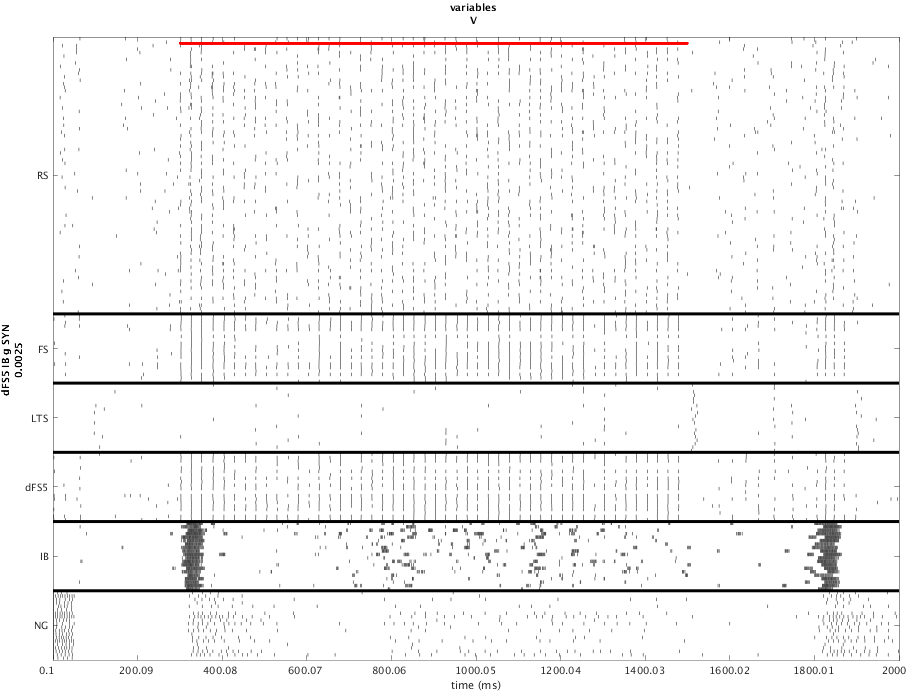 variables
V
dFS5 IB g SYN
0.0025
RS
FS
LTS
dFS5
IB
NG
0.1 200.09 400.08 600.07 800.06 1000.05 1200.04 1400.03 1600.02 1800.01 2000
time (ms)